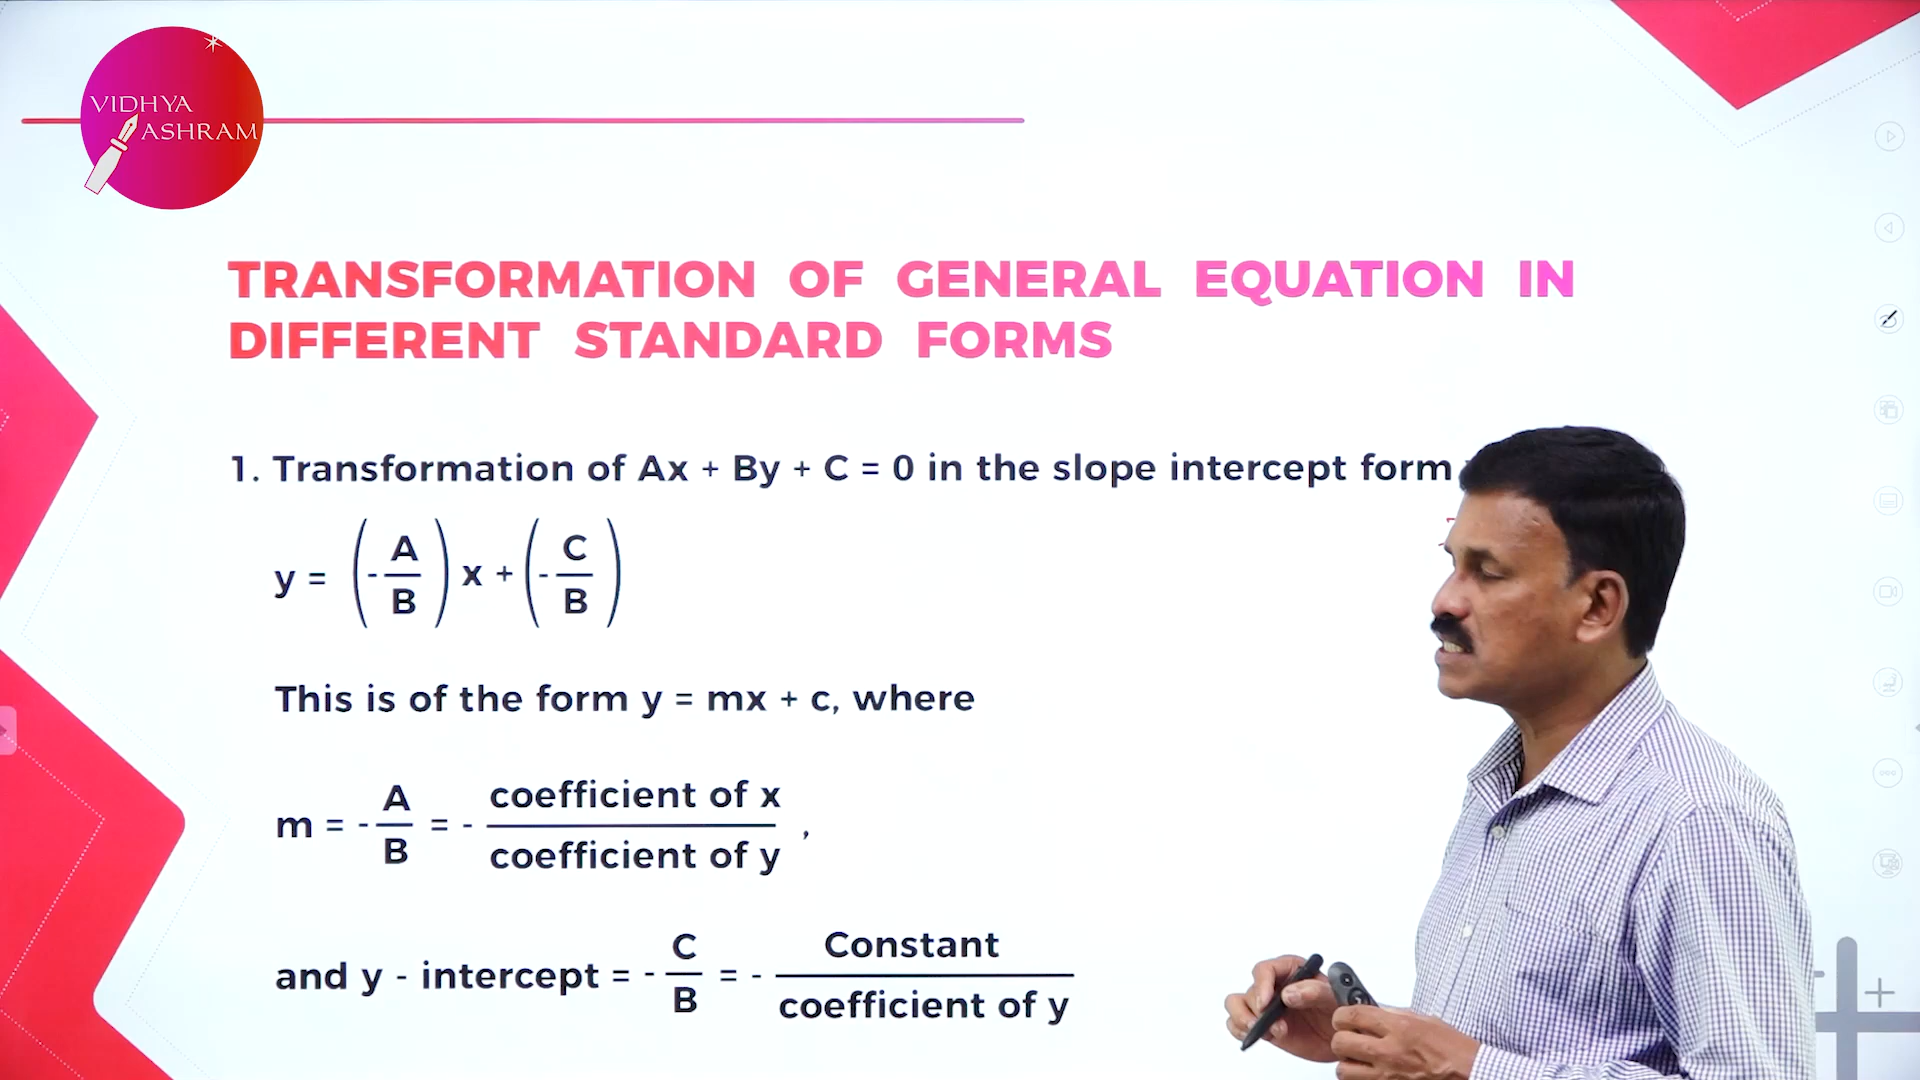 VIDHYA
ASHRAM
TRANSFORMATION OF GENERAL EQUATION IN
DIFFERENT STANDARD FORMS
1. Transformation of Ax + By + C = 0 in the slope intercept form
y = (- A/B) x + (- C/B)
This is of the form y = mx + c, where
m = - A/B = - coefficient of x / coefficient of y ,
and y - intercept = - C/B = - Constant / coefficient of y